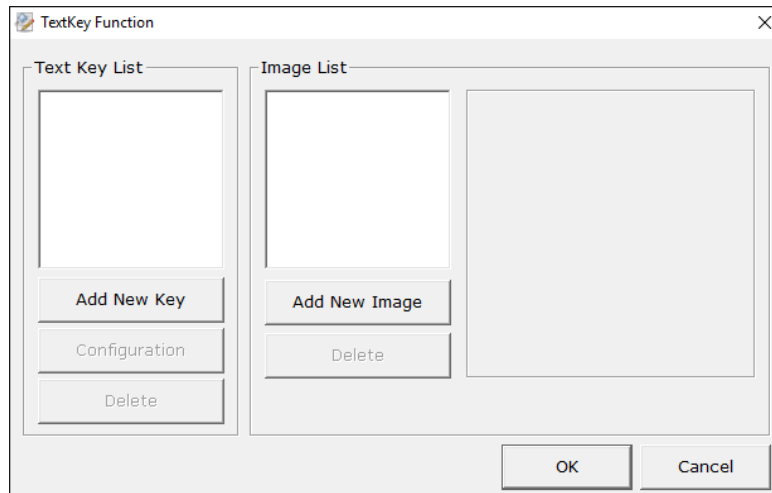 TextKey Function
Text Key List
Add New Key
Configuration
Delete
Image List
Add New Image
Delete
OK
Cancel